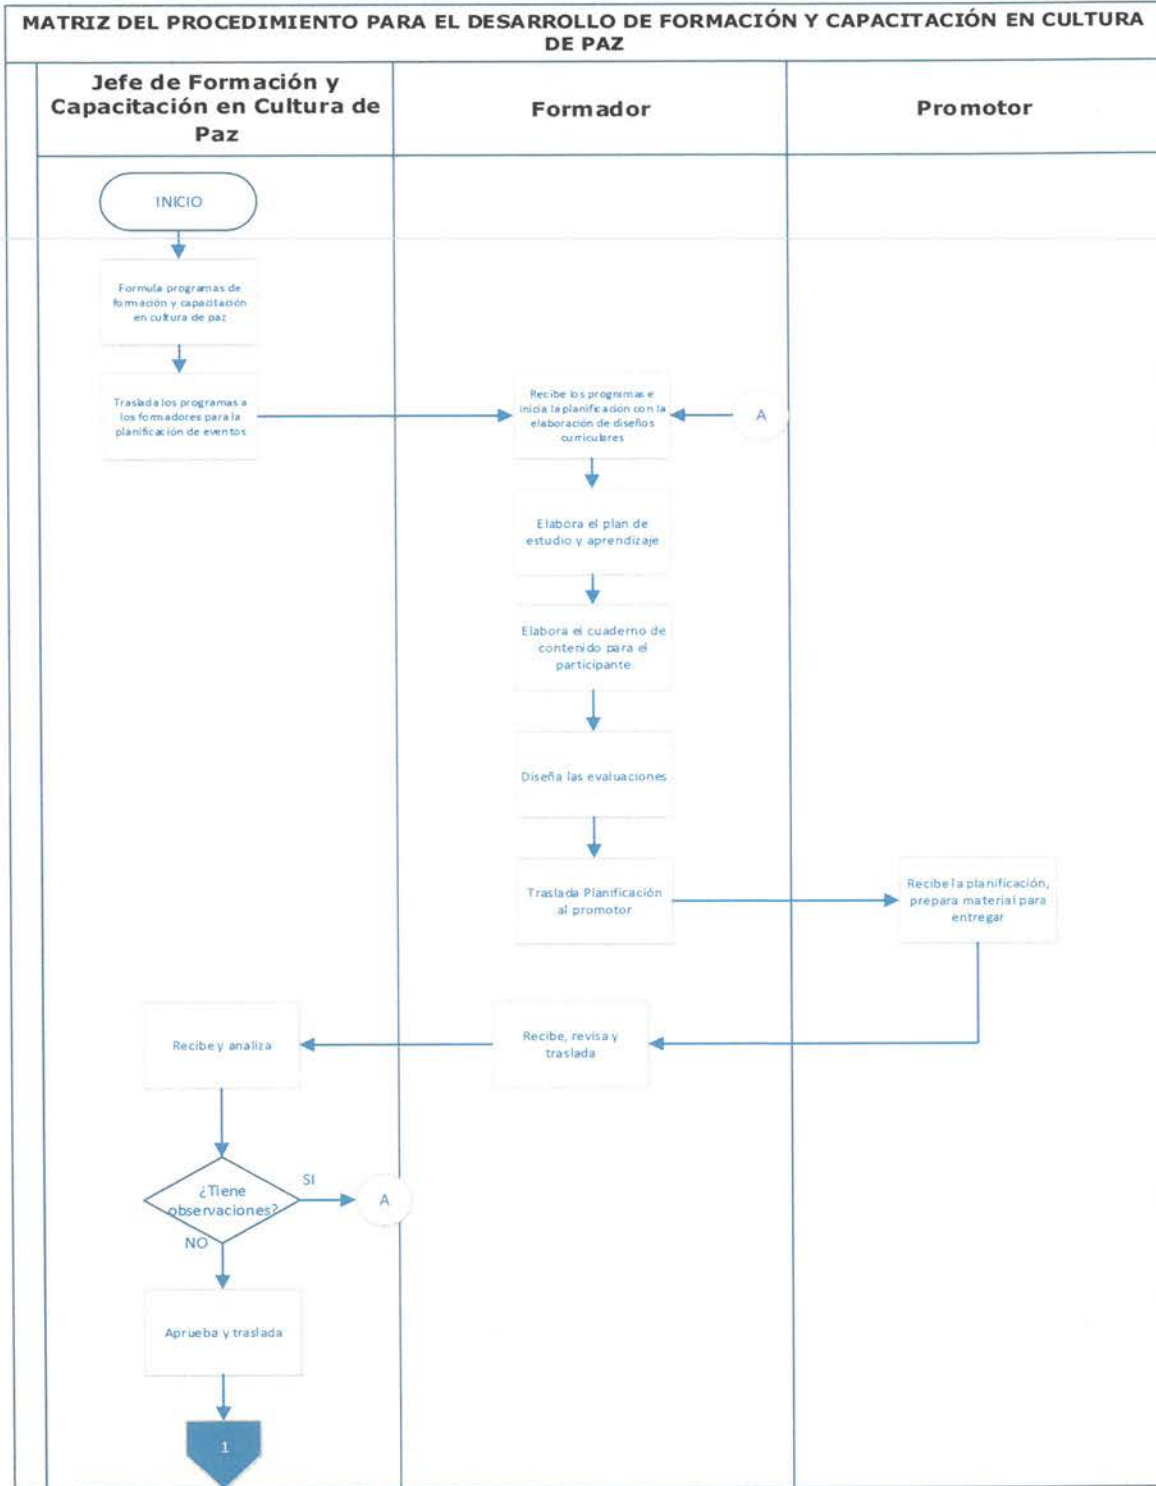 MATRIZ DEL PROCEDIMIENTO PARA EL DESARROLLO DE FORMACIÓN Y CAPACITACIÓN EN CULTURA
DE PAZ
Jefe de Formación y
Capacitación en Cultura de
Paz
Formador
Promotor
INICIO
Formula programas de
formación y capacitación
en cultura de paz
Traslada los programas a
los formadores para la
planificación de eventos
Recibe los programas e
inicia la planificación con la
elaboración de diseños
curriculares
A
Elabora el plan de
estudio y aprendizaje
Elabora el cuaderno de
contenido para el
participante
Diseña las evaluaciones
Traslada Planificación
al promotor
Recibe la planificación,
prepara material para
entregar
Recibe, revisa y
traslada
Recibe y analiza
¿Tiene
observaciones?
SI
A
NO
Aprueba y traslada
1